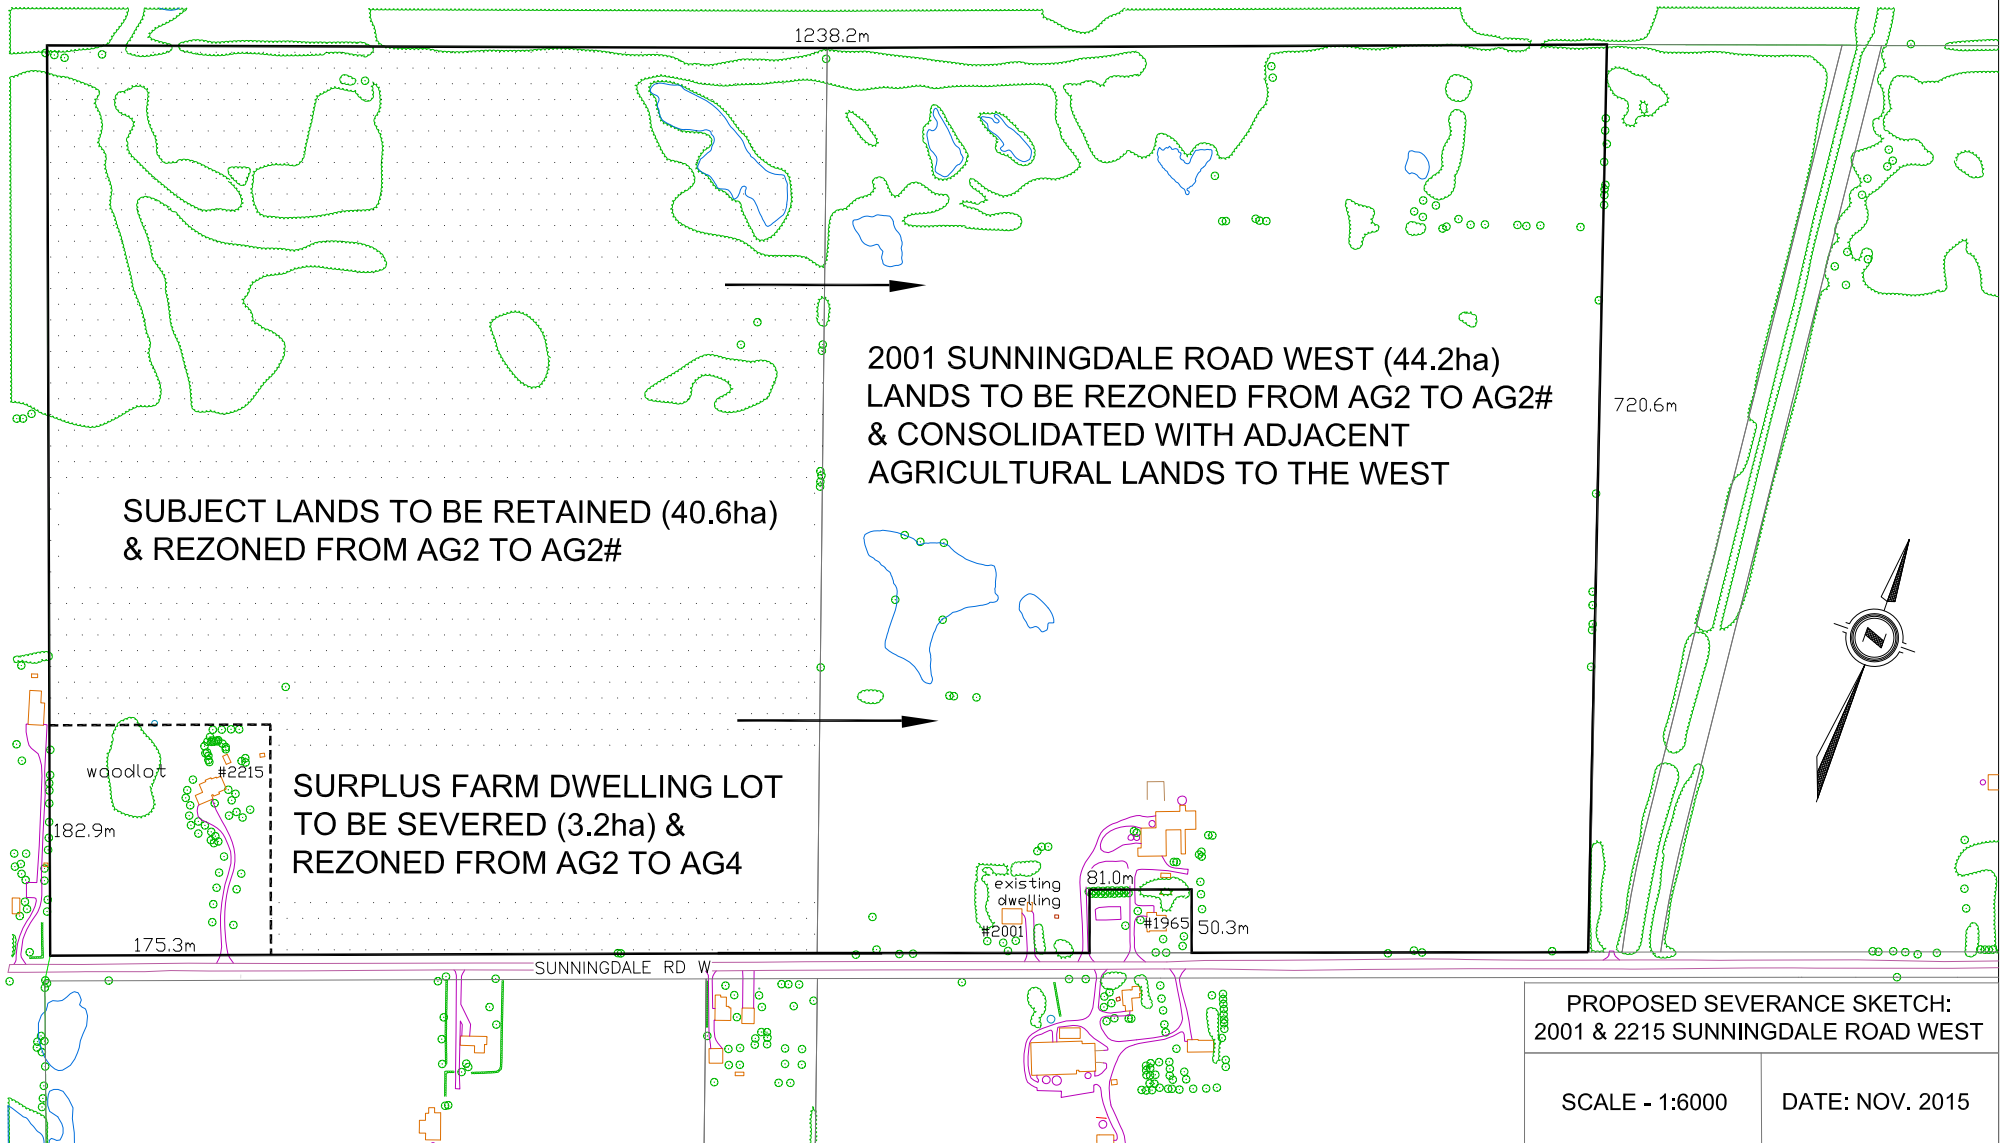 1238.2m
2001 SUNNINGDALE ROAD WEST (44.2ha)
LANDS TO BE REZONED FROM AG2 TO AG2#
& CONSOLIDATED WITH ADJACENT
AGRICULTURAL LANDS TO THE WEST
720.6m
SUBJECT LANDS TO BE RETAINED (40.6ha)
& REZONED FROM AG2 TO AG2#
woodlot
#2215
SURPLUS FARM DWELLING LOT
TO BE SEVERED (3.2ha) &
REZONED FROM AG2 TO AG4
182.9m
175.3m
existing
dwelling
#2001
81.0m
#1965
50.3m
SUNNINGDALE RD W
N
PROPOSED SEVERANCE SKETCH:
2001 & 2215 SUNNINGDALE ROAD WEST
SCALE - 1:6000
DATE: NOV. 2015